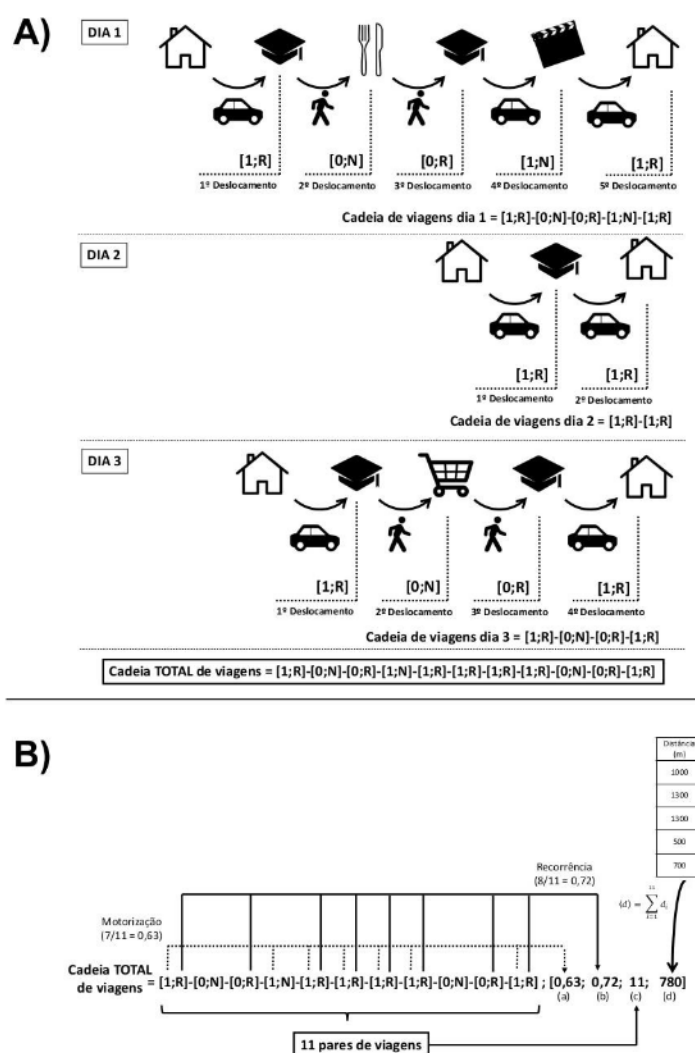 A)
DIA 1
[1;R] [0;N] [0;R] [1;N] [1;R]
1º Deslocamento 2º Deslocamento 3º Deslocamento 4º Deslocamento 5º Deslocamento
Cadeia de viagens dia 1 = [1;R]-[0;N]-[0;R]-[1;N]-[1;R]
DIA 2
[1;R] [1;R]
1º Deslocamento 2º Deslocamento
Cadeia de viagens dia 2 = [1;R]-[1;R]
DIA 3
[1;R] [0;N] [0;R] [1;R]
1º Deslocamento 2º Deslocamento 3º Deslocamento 4º Deslocamento
Cadeia de viagens dia 3 = [1;R]-[0;N]-[0;R]-[1;R]
Cadeia TOTAL de viagens = [1;R]-[0;N]-[0;R]-[1;N]-[1;R]-[1;R]-[1;R]-[1;R]-[0;N]-[0;R]-[1;R]
B)
Distância
(m)
1000
1300
1300
500
700
Recorrência
(8/11 = 0,72)
(d) = 11 ∑ i=1 dᵢ
Motorização
(7/11 = 0,63)
Cadeia TOTAL
de viagens = [1;R]-[0;N]-[0;R]-[1;N]-[1;R]-[1;R]-[1;R]-[1;R]-[0;N]-[0;R]-[1;R] ; [0,63; 0,72; 11; 780]
(a) (b) (c) (d)
11 pares de viagens